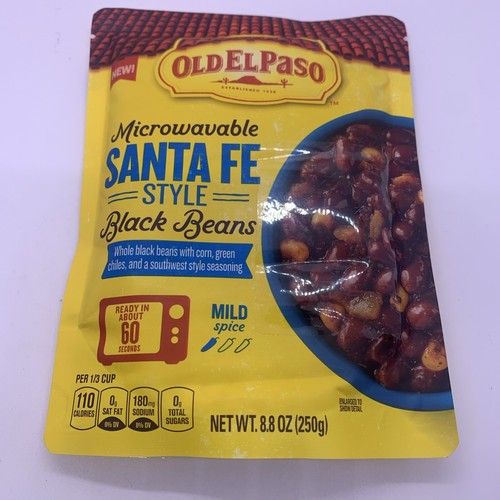 NEW!
OLD EL PASO
ESTABLISHED 1938
TM
Microwavable
SANTA FE
STYLE
Black Beans
Whole black beans with corn, green
chiles, and a southwest style seasoning
READY IN
ABOUT
60
SECONDS
MILD
spice
PER 1/3 CUP
110
CALORIES
0g
SAT FAT
0% DV
180mg
SODIUM
8% DV
0g
TOTAL
SUGARS
NET WT. 8.8 OZ (250g)
ENLARGED TO
SHOW DETAIL